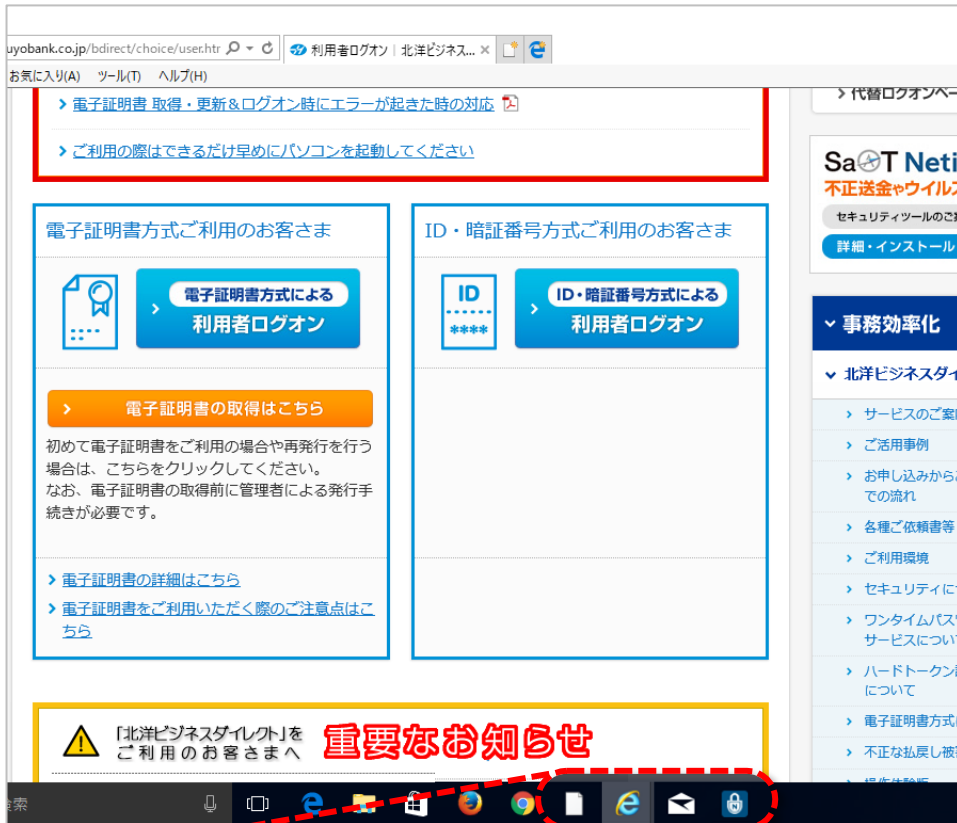 uyobank.co.jp/bdirect/choice/user.htr
利用者ログオン | 北洋ビジネス...
お気に入り(A) ツール(T) ヘルプ(H)
電子証明書 取得・更新&ログオン時にエラーが起きた時の対応
ご利用の際はできるだけ早めにパソコンを起動してください
電子証明書方式ご利用のお客さま
電子証明書方式による
利用者ログオン
電子証明書の取得はこちら
初めて電子証明書をご利用の場合や再発行を行う
場合は、こちらをクリックしてください。
なお、電子証明書の取得前に管理者による発行手
続きが必要です。
電子証明書の詳細はこちら
電子証明書をご利用いただく際のご注意点はこ
ちら
ID・暗証番号方式ご利用のお客さま
ID
****
ID・暗証番号方式による
利用者ログオン
代替ログオンペー
SaAT Neti
不正送金やウイルス
セキュリティツールのご案
詳細・インストール
事務効率化
北洋ビジネスダイ
サービスのご案内
ご活用事例
お申し込みから
での流れ
各種ご依頼書等
ご利用環境
セキュリティに
ワンタイムパス
サービスについ
ハードトークン
について
電子証明書方式
不正な払戻し被
「北洋ビジネスダイレクト」を
ご利用のお客さまへ
重要なお知らせ
検索